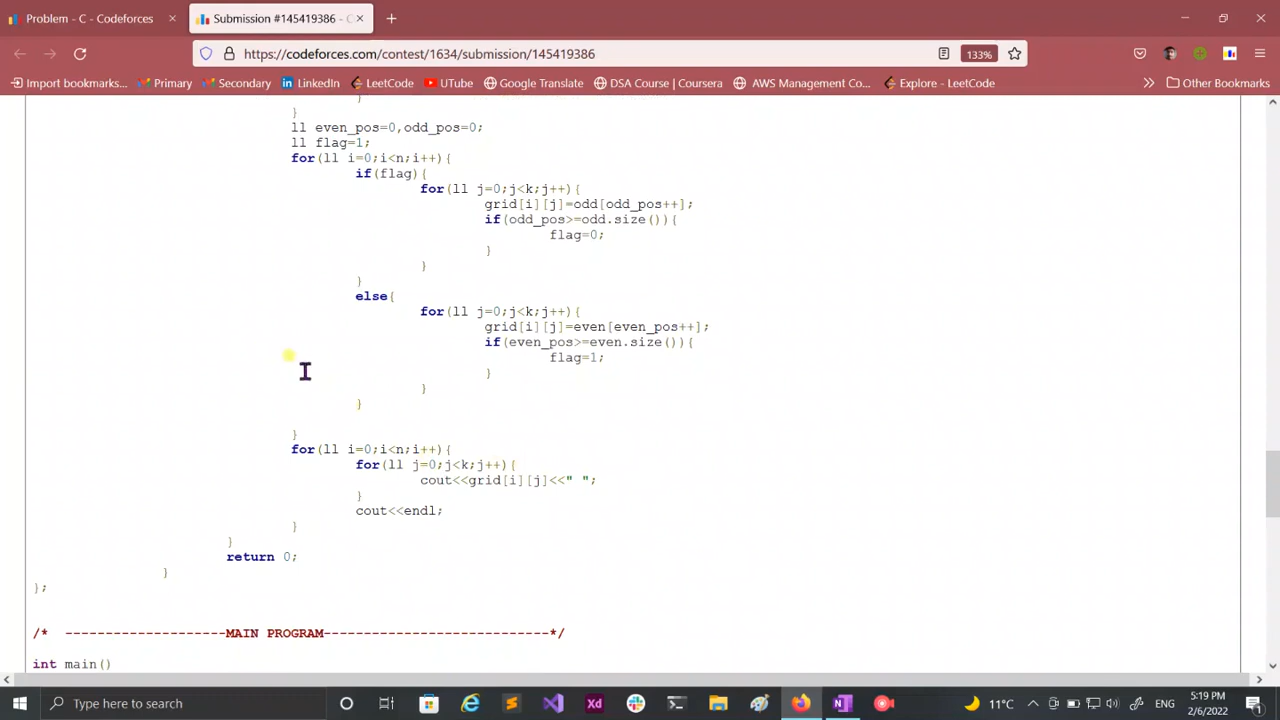 Problem - C - Codeforces
Submission #145419386 - C
https://codeforces.com/contest/1634/submission/145419386
133%
Import bookmarks...
Primary
Secondary
LinkedIn
LeetCode
UTube
Google Translate
DSA Course | Coursera
AWS Management Co...
Explore - LeetCode
Other Bookmarks
}
}
ll even_pos=0,odd_pos=0;
ll flag=1;
for(ll i=0;i<n;i++){
if(flag){
for(ll j=0;j<k;j++){
grid[i][j]=odd[odd_pos++];
if(odd_pos>=odd.size()){
flag=0;
}
}
}
else{
for(ll j=0;j<k;j++){
grid[i][j]=even[even_pos++];
if(even_pos>=even.size()){
flag=1;
}
}
}
}
for(ll i=0;i<n;i++){
for(ll j=0;j<k;j++){
cout<<grid[i][j]<<" ";
}
cout<<endl;
}
}
return 0;
}
};
/* --------------------MAIN PROGRAM----------------------------*/
int main()
Type here to search
11°C
ENG
5:19 PM
2/6/2022